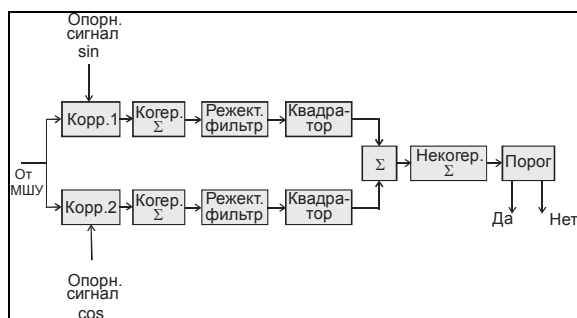 Опорн.
сигнал
sin
Корр.1
Когер.
Σ
Режект.
фильтр
Квадра-
тор
От
МШУ
Σ
Некогер.
Σ
Порог
Да
Нет
Корр.2
Когер.
Σ
Режект.
фильтр
Квадра-
тор
Опорн.
сигнал
cos